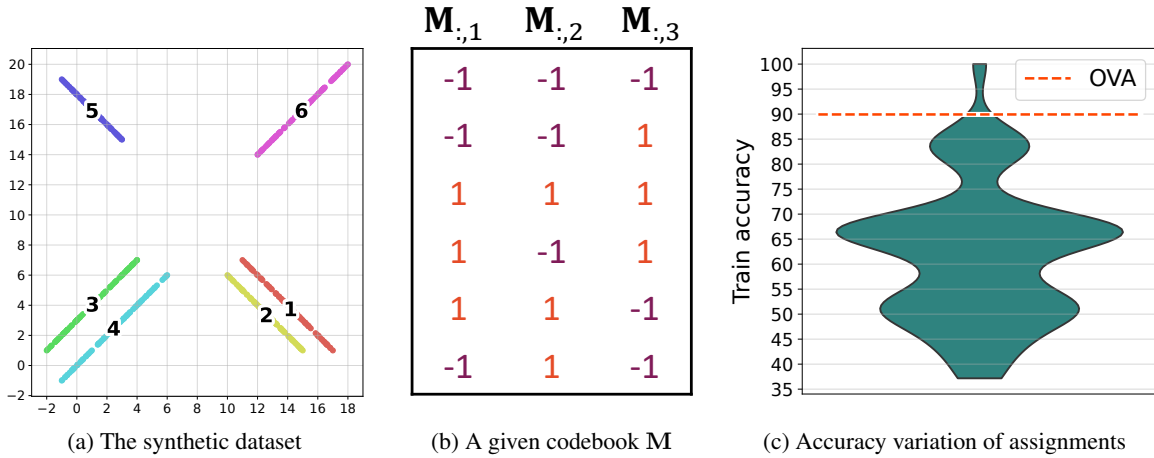 20
18
16
14
12
10
8
6
4
2
0
−2
−2 0 2 4 6 8 10 12 14 16 18
5
6
3
4
1
2
(a) The synthetic dataset
M:,1 M:,2 M:,3
-1 -1 -1
-1 -1 1
1 1 1
1 -1 1
1 1 -1
-1 1 -1
(b) A given codebook M
Train accuracy
100
95
90
85
80
75
70
65
60
55
50
45
40
35
OVA
(c) Accuracy variation of assignments